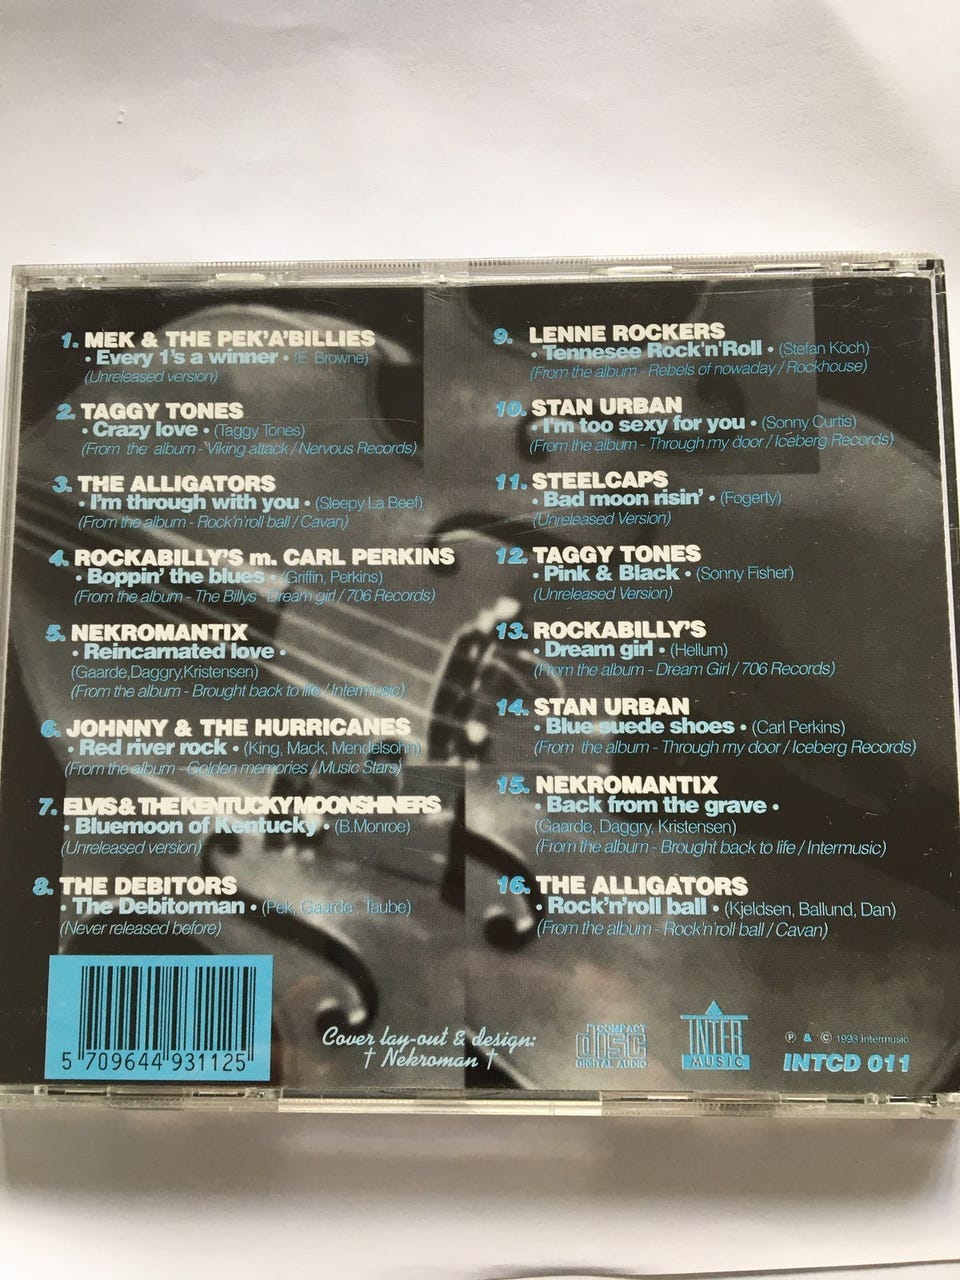 1. MEK & THE PEK'A'BILLIES
• Every 1's a winner • (E. Browne)
(Unreleased version)
2. TAGGY TONES
• Crazy love • (Taggy Tones)
(From the album - Viking attack / Nervous Records)
3. THE ALLIGATORS
• I'm through with you • (Sleepy La Beef)
(From the album - Rock'n'roll ball / Cavan)
4. ROCKABILLY'S m. CARL PERKINS
• Boppin' the blues • (Griffin, Perkins)
(From the album - The Billys - Dream girl / 706 Records)
5. NEKROMANTIX
• Reincarnated love •
(Gaarde,Daggry,Kristensen)
(From the album - Brought back to life / Intermusic)
6. JOHNNY & THE HURRICANES
• Red river rock • (King, Mack, Mendelsohn)
(From the album - Golden memories / Music Stars)
7. ELVIS & THE KENTUCKY MOONSHINERS
• Bluemoon of Kentucky • (B.Monroe)
(Unreleased version)
8. THE DEBITORS
• The Debitorman • (Pek, Gaarde, Taube)
(Never released before)
9. LENNE ROCKERS
• Tennesee Rock'n'Roll • (Stefan Koch)
(From the album - Rebels of nowaday / Rockhouse)
10. STAN URBAN
• I'm too sexy for you • (Sonny Curtis)
(From the album - Through my door / Iceberg Records)
11. STEELCAPS
• Bad moon risin' • (Fogerty)
(Unreleased Version)
12. TAGGY TONES
• Pink & Black • (Sonny Fisher)
(Unreleased Version)
13. ROCKABILLY'S
• Dream girl • (Hellum)
(From the album - Dream Girl / 706 Records)
14. STAN URBAN
• Blue suede shoes • (Carl Perkins)
(From the album - Through my door / Iceberg Records)
15. NEKROMANTIX
• Back from the grave •
(Gaarde, Daggry, Kristensen)
(From the album - Brought back to life / Intermusic)
16. THE ALLIGATORS
• Rock'n'roll ball • (Kjeldsen, Ballund, Dan)
(From the album - Rock'n'roll ball / Cavan)
5 709644 931125
Cover lay-out & design:
† Nekroman †
COMPACT
disc
DIGITAL AUDIO
INTER
MUSIC
℗ & © 1993 Intermusic
INTCD 011